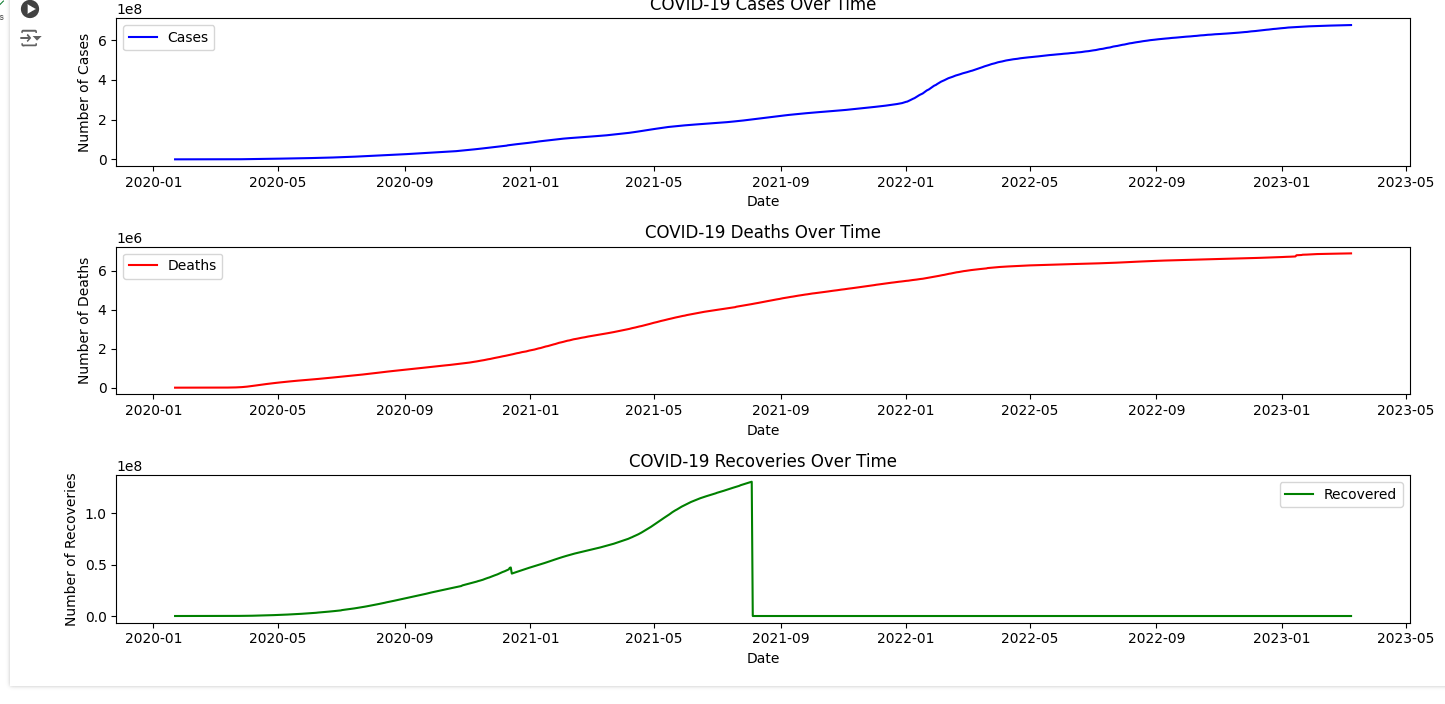 COVID-19 Cases Over Time
1e8
Cases
Number of Cases
6
4
2
0
2020-01 2020-05 2020-09 2021-01 2021-05 2021-09 2022-01 2022-05 2022-09 2023-01 2023-05
Date
COVID-19 Deaths Over Time
1e6
Deaths
Number of Deaths
6
4
2
0
2020-01 2020-05 2020-09 2021-01 2021-05 2021-09 2022-01 2022-05 2022-09 2023-01 2023-05
Date
COVID-19 Recoveries Over Time
1e8
Recovered
Number of Recoveries
1.0
0.5
0.0
2020-01 2020-05 2020-09 2021-01 2021-05 2021-09 2022-01 2022-05 2022-09 2023-01 2023-05
Date